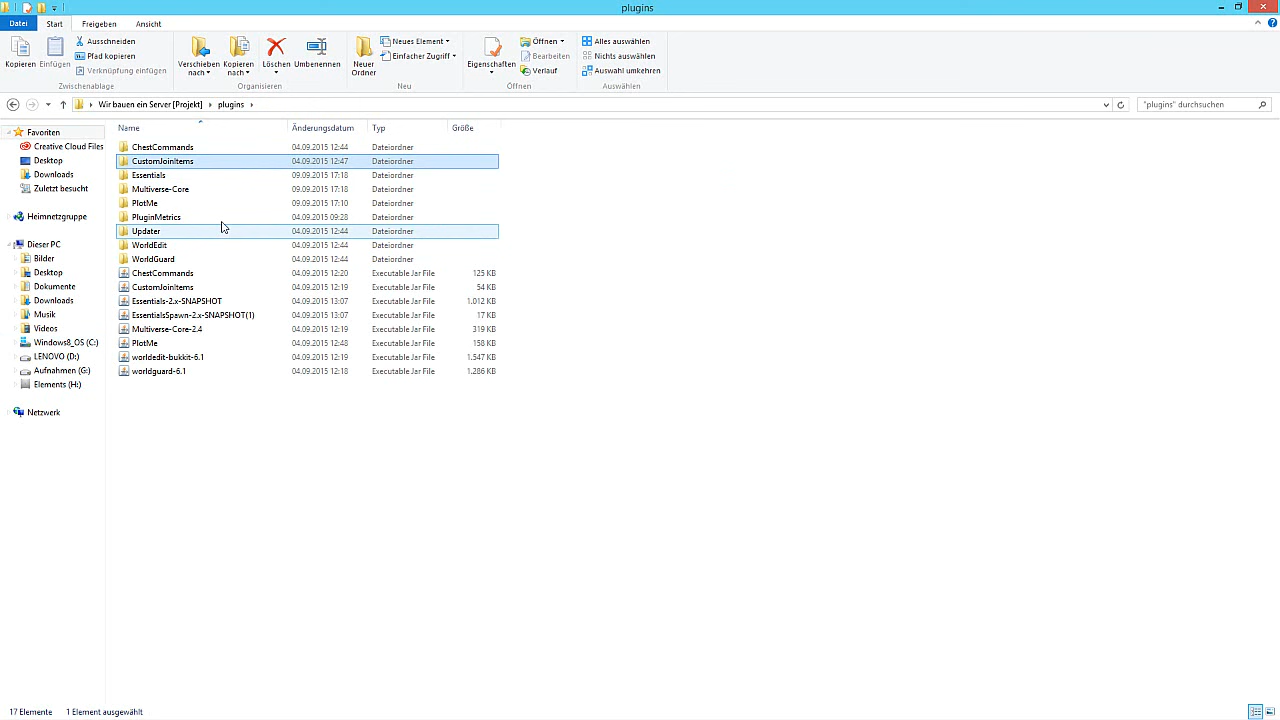 plugins
Datei Start Freigeben Ansicht
Kopieren
Einfügen
Ausschneiden
Pfad kopieren
Verknüpfung einfügen
Zwischenablage
Verschieben nach
Kopieren nach
Löschen
Umbenennen
Organisieren
Neuer Ordner
Neues Element
Einfacher Zugriff
Neu
Eigenschaften
Öffnen
Bearbeiten
Verlauf
Öffnen
Alles auswählen
Nichts auswählen
Auswahl umkehren
Auswählen
Wir bauen ein Server [Projekt] plugins
"plugins" durchsuchen
Favoriten
Creative Cloud Files
Desktop
Downloads
Zuletzt besucht
Heimnetzgruppe
Dieser PC
Bilder
Desktop
Dokumente
Downloads
Musik
Videos
Windows8_OS (C:)
LENOVO (D:)
Aufnahmen (G:)
Elements (H:)
Netzwerk
Name Änderungsdatum Typ Größe
ChestCommands 04.09.2015 12:44 Dateiordner
CustomJoinItems 04.09.2015 12:47 Dateiordner
Essentials 09.09.2015 17:18 Dateiordner
Multiverse-Core 09.09.2015 17:18 Dateiordner
PlotMe 09.09.2015 17:10 Dateiordner
PluginMetrics 04.09.2015 09:28 Dateiordner
Updater 04.09.2015 12:44 Dateiordner
WorldEdit 04.09.2015 12:44 Dateiordner
WorldGuard 04.09.2015 12:44 Dateiordner
ChestCommands 04.09.2015 12:20 Executable Jar File 125 KB
CustomJoinItems 04.09.2015 12:19 Executable Jar File 54 KB
Essentials-2.x-SNAPSHOT 04.09.2015 13:07 Executable Jar File 1.012 KB
EssentialsSpawn-2.x-SNAPSHOT(1) 04.09.2015 13:07 Executable Jar File 17 KB
Multiverse-Core-2.4 04.09.2015 12:19 Executable Jar File 319 KB
PlotMe 04.09.2015 12:48 Executable Jar File 158 KB
worldedit-bukkit-6.1 04.09.2015 12:19 Executable Jar File 1.547 KB
worldguard-6.1 04.09.2015 12:18 Executable Jar File 1.286 KB
17 Elemente 1 Element ausgewählt